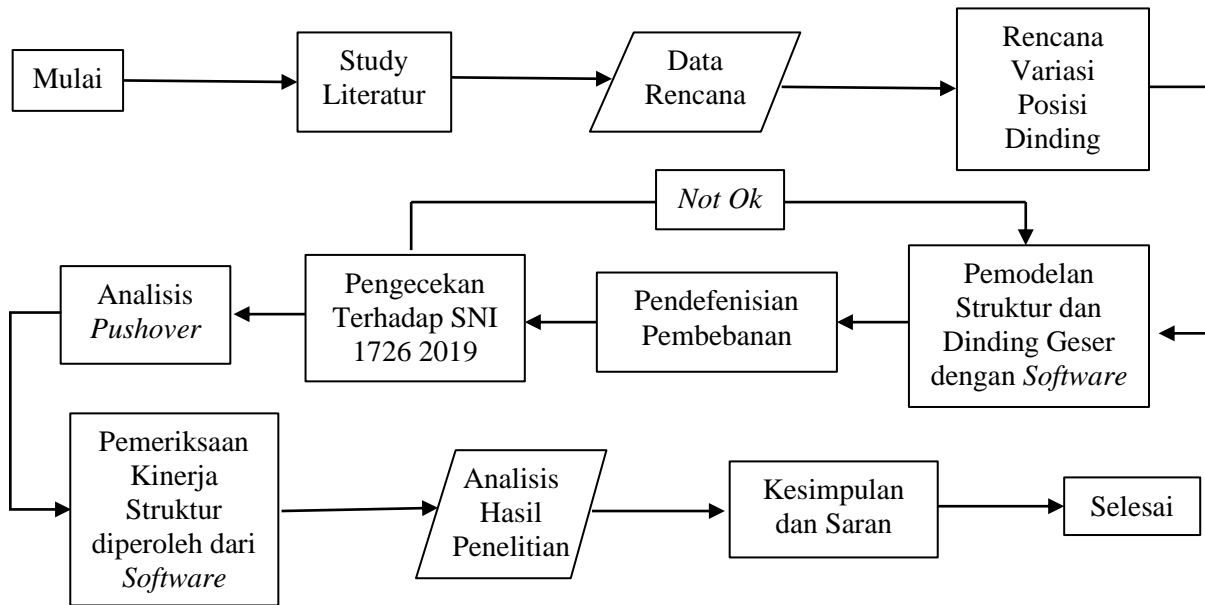 Mulai
Study
Literatur
Data
Rencana
Rencana
Variasi
Posisi
Dinding
Not Ok
Pemodelan
Struktur dan
Dinding Geser
dengan Software
Pendefenisian
Pembebanan
Pengecekan
Terhadap SNI
1726 2019
Analisis
Pushover
Pemeriksaan
Kinerja
Struktur
diperoleh dari
Software
Analisis
Hasil
Penelitian
Kesimpulan
dan Saran
Selesai